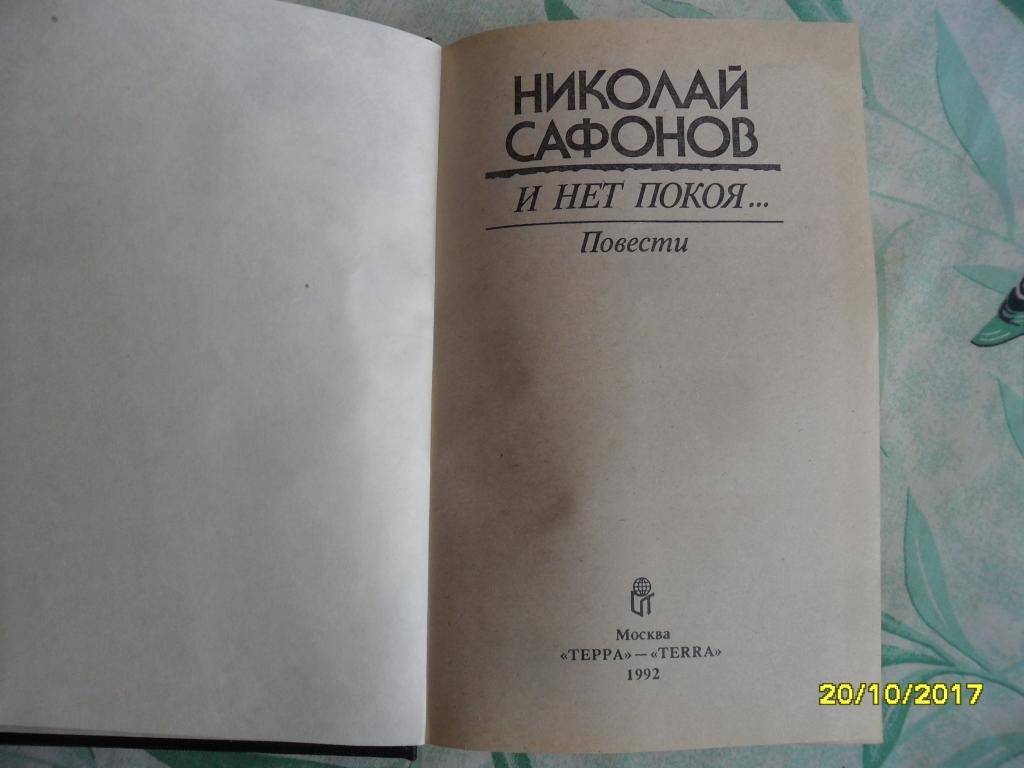 НИКОЛАЙ
САФОНОВ
И НЕТ ПОКОЯ...
Повести
Москва
«ТЕРРА» — «TERRA»
1992
20/10/2017